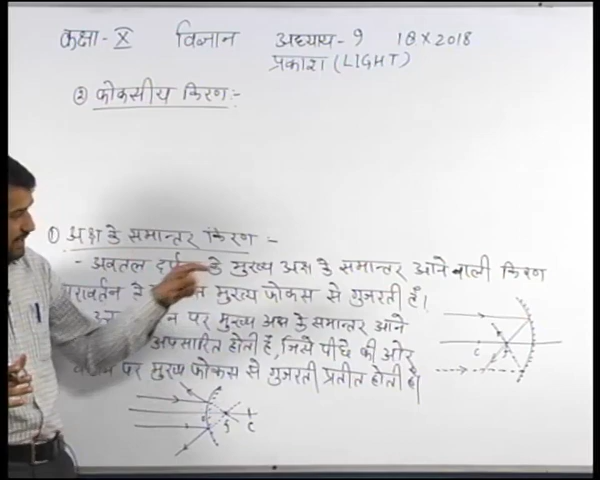 कक्षा- X विज्ञान अध्याय- 9 18 X 2018
प्रकाश (LIGHT)
② फोकसीय किरण :-
① अक्ष के समान्तर किरण :-
- अवतल के मुख्य अक्ष के समान्तर आने वाली किरण
मुख्य फोकस से गुजरती है।
पर मुख्य अक्ष के समान्तर आने
अपसारित होती है, जिसे पीछे की ओर
पर मुख्य फोकस से गुजरती प्रतीत होती है।
C F
F C